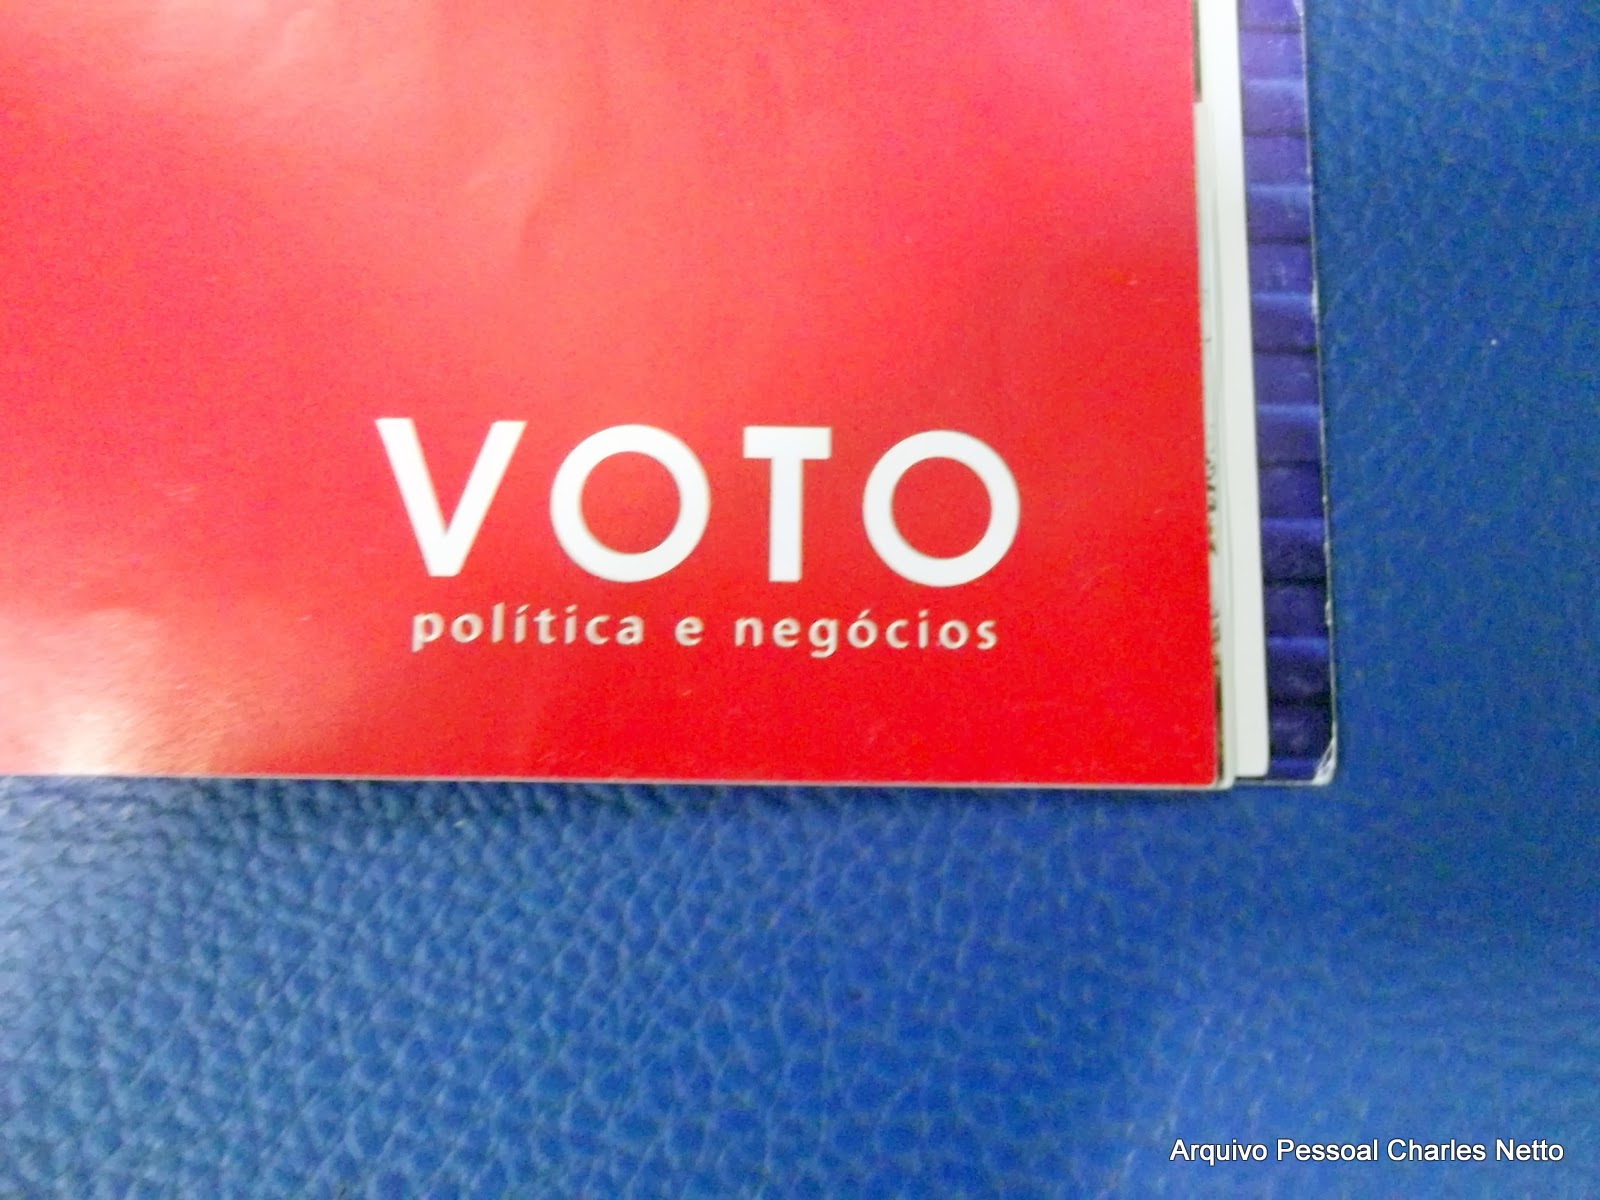 VOTO
política e negócios
Arquivo Pessoal Charles Netto